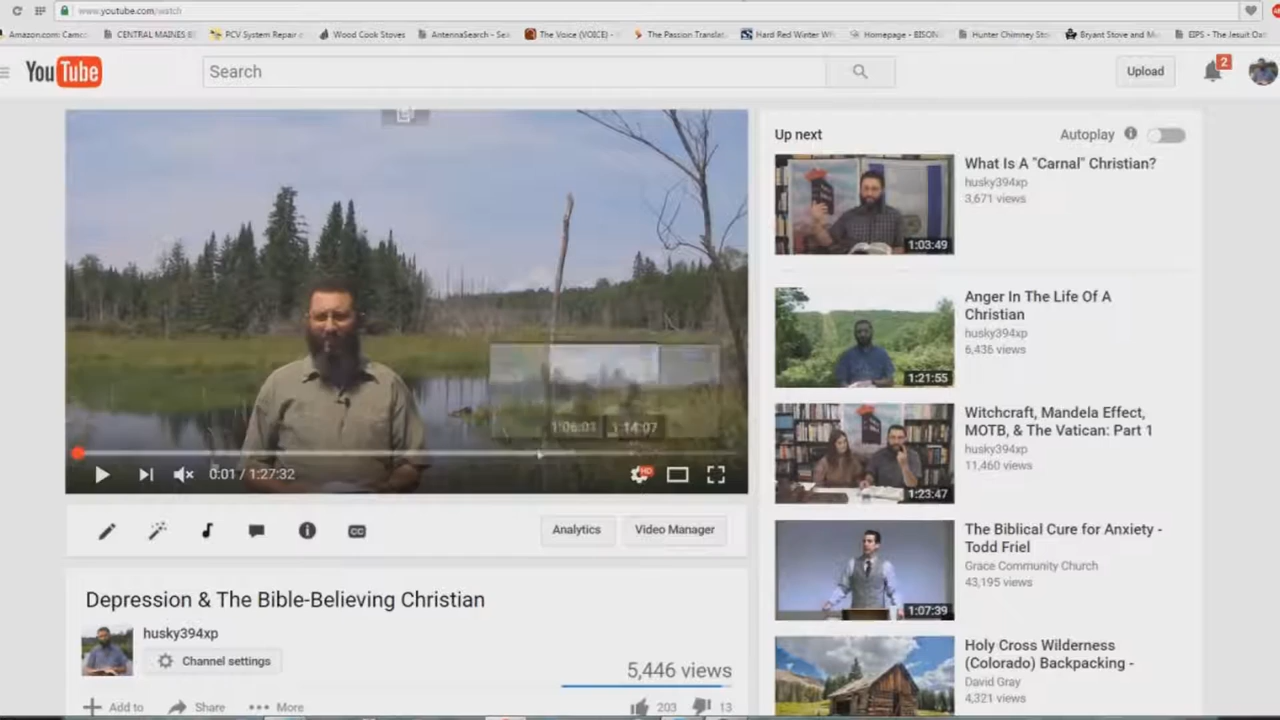 www.youtube.com/watch
Amazon.com: Camc
CENTRAL MAINES B
PCV System Repair a
Wood Cook Stoves
AntennaSearch - Sea
The Voice (VOICE) -
The Passion Translat
Hard Red Winter Wh
Homepage - BISON
Hunter Chimney Sto
Bryant Stove and Mu
EIPS - The Jesuit Oat
YouTube
Search
Upload
2
1:06:01
1:14:07
0:01 / 1:27:32
HD
CC
Analytics
Video Manager
Depression & The Bible-Believing Christian
husky394xp
Channel settings
5,446 views
Add to
Share
More
203
13
Up next
Autoplay
What Is A "Carnal" Christian?
husky394xp
3,671 views
1:03:49
Anger In The Life Of A
Christian
husky394xp
6,436 views
1:21:55
Witchcraft, Mandela Effect,
MOTB, & The Vatican: Part 1
husky394xp
11,460 views
1:23:47
The Biblical Cure for Anxiety -
Todd Friel
Grace Community Church
43,195 views
1:07:39
Holy Cross Wilderness
(Colorado) Backpacking -
David Gray
4,321 views